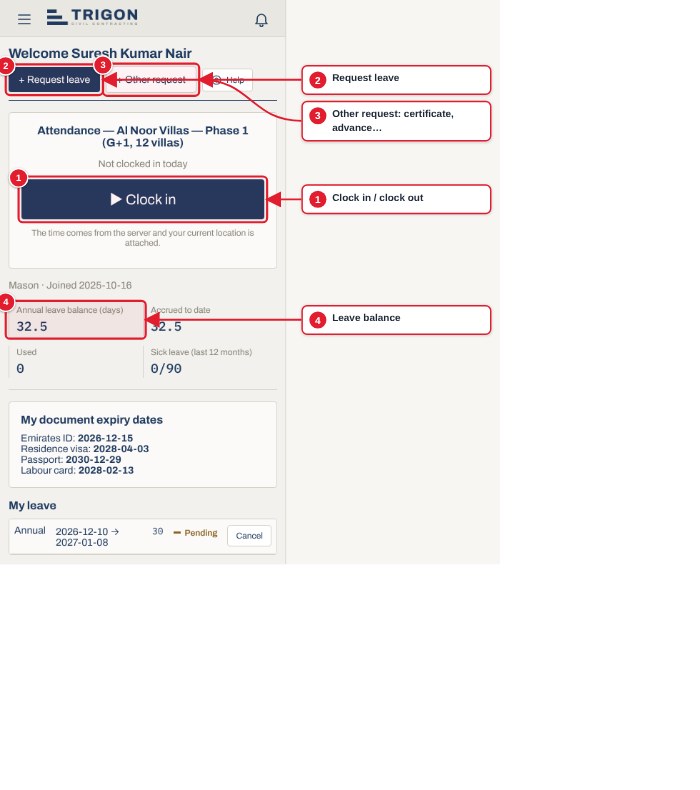 TRIGON
CIVIL CONTRACTING
Welcome Suresh Kumar Nair
2
3
+ Request leave
+ Other request
Help
2 Request leave
3 Other request: certificate,
advance…
Attendance — Al Noor Villas — Phase 1
(G+1, 12 villas)
Not clocked in today
1
Clock in
1 Clock in / clock out
The time comes from the server and your current location is
attached.
Mason · Joined 2025-10-16
4
Annual leave balance (days)
32.5
Accrued to date
32.5
4 Leave balance
Used
0
Sick leave (last 12 months)
0/90
My document expiry dates
Emirates ID: 2026-12-15
Residence visa: 2028-04-03
Passport: 2030-12-29
Labour card: 2028-02-13
My leave
Annual
2026-12-10 →
2027-01-08
30
Pending
Cancel